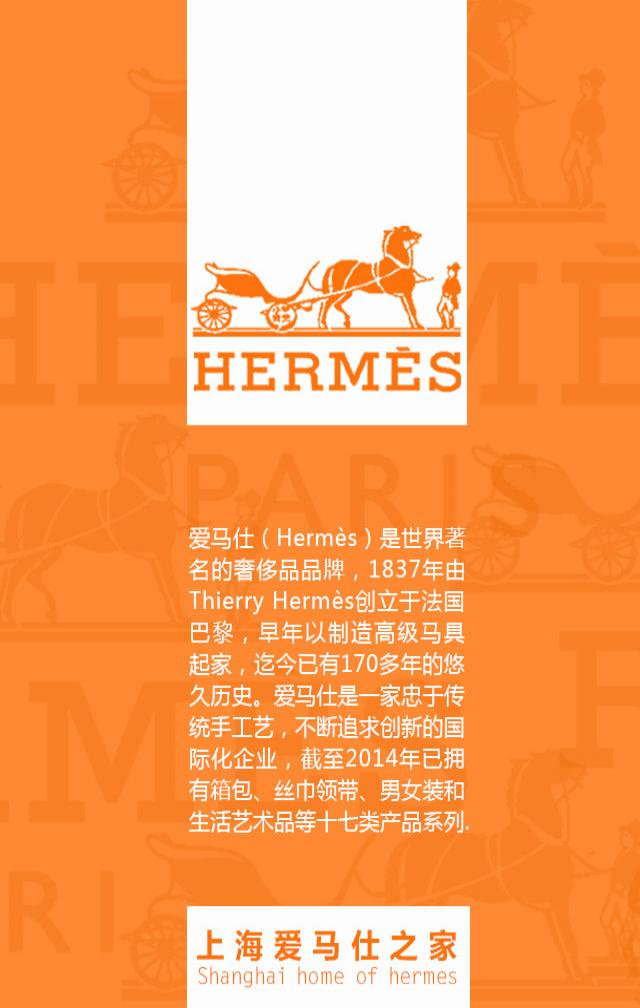 HERMÈS
PARIS
爱马仕（Hermès）是世界著
名的奢侈品品牌，1837年由
Thierry Hermès创立于法国
巴黎，早年以制造高级马具
起家，迄今已有170多年的悠
久历史。爱马仕是一家忠于传
统手工艺，不断追求创新的国
际化企业，截至2014年已拥
有箱包、丝巾领带、男女装和
生活艺术品等十七类产品系列.
上海爱马仕之家
Shanghai home of hermes